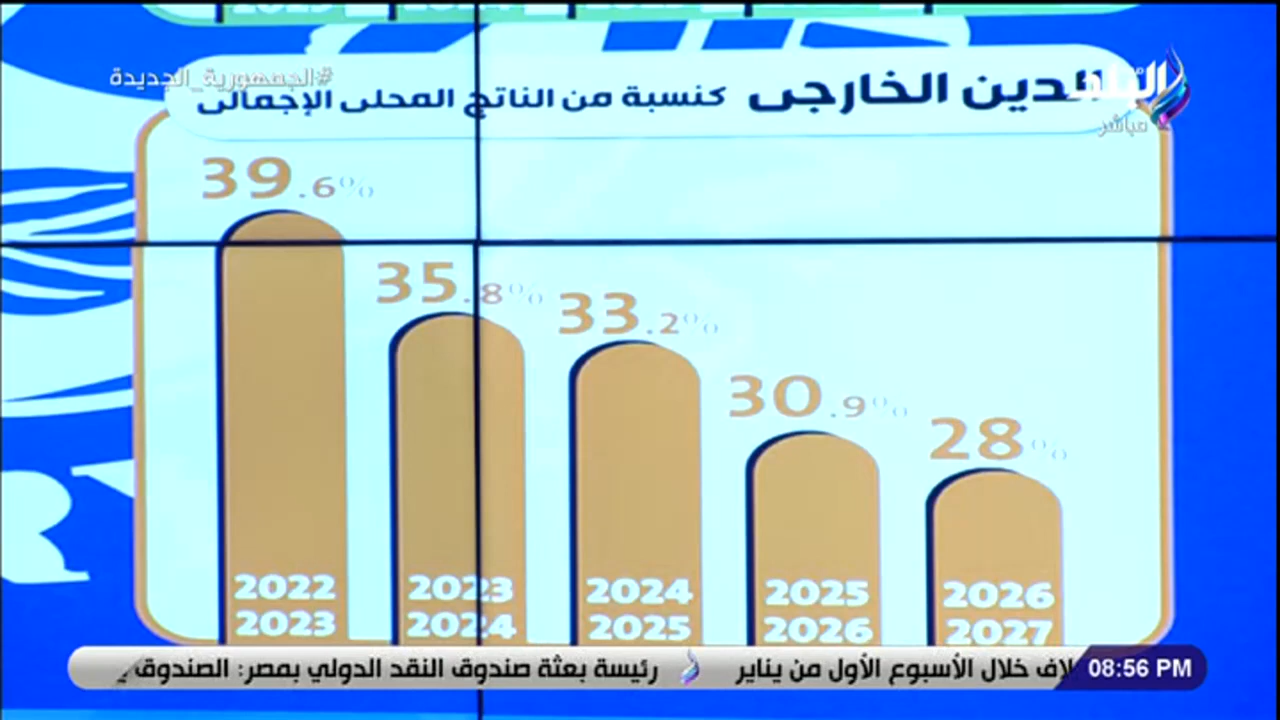 #الجمهورية_الجديدة
البلد
مباشر
الدين الخارجى كنسبة من الناتج المحلى الإجمالى
39.6%
35.8%
33.2%
30.9%
28%
2022
2023
2023
2024
2024
2025
2025
2026
2026
2027
08:56 PM
خلال الأسبوع الأول من يناير
رئيسة بعثة صندوق النقد الدولي بمصر: الصندوق